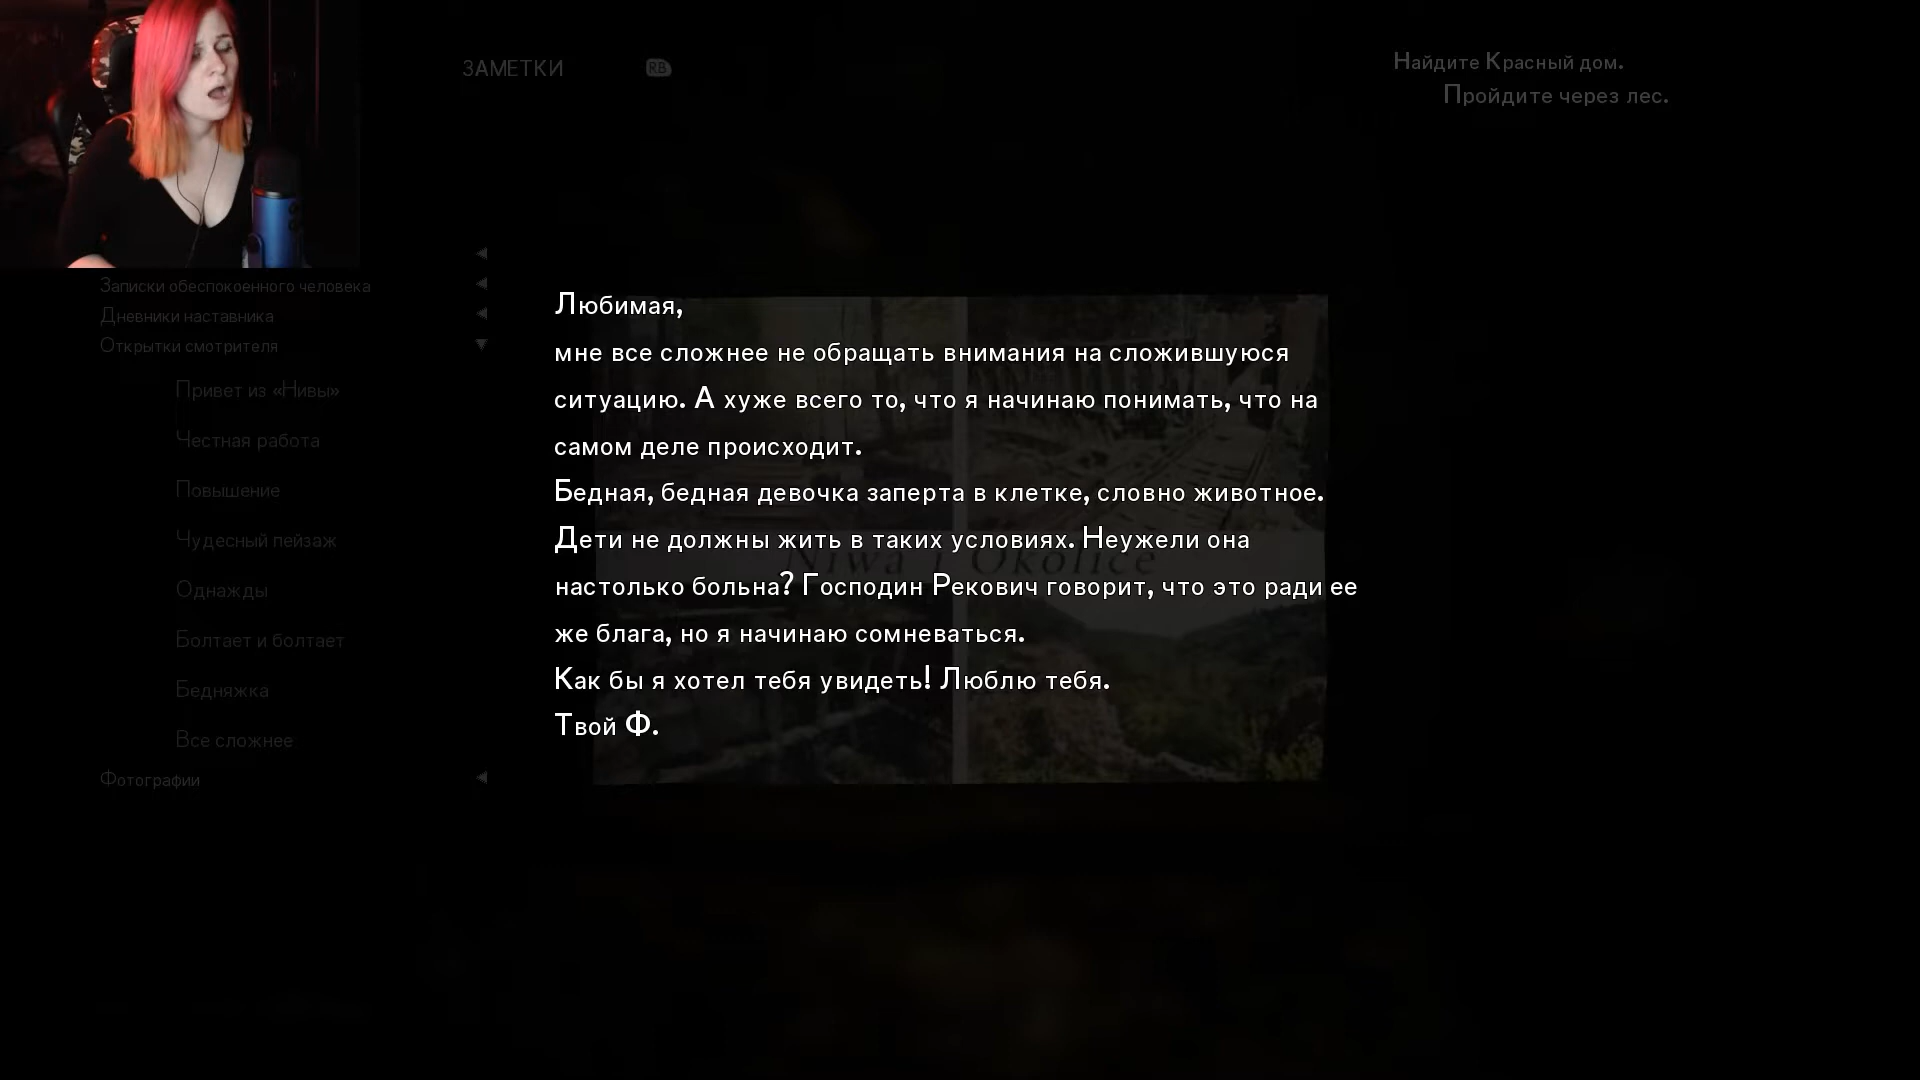 ЗАМЕТКИ
RB
Найдите Красный дом.
Пройдите через лес.
Записки обеспокоенного человека
Дневники наставника
Открытки смотрителя
Привет из «Нивы»
Честная работа
Повышение
Чудесный пейзаж
Однажды
Болтает и болтает
Бедняжка
Все сложнее
Фотографии
Любимая,
мне все сложнее не обращать внимания на сложившуюся
ситуацию. А хуже всего то, что я начинаю понимать, что на
самом деле происходит.
Бедная, бедная девочка заперта в клетке, словно животное.
Дети не должны жить в таких условиях. Неужели она
настолько больна? Господин Рекович говорит, что это ради ее
же блага, но я начинаю сомневаться.
Как бы я хотел тебя увидеть! Люблю тебя.
Твой Ф.
Niwa i Okolice